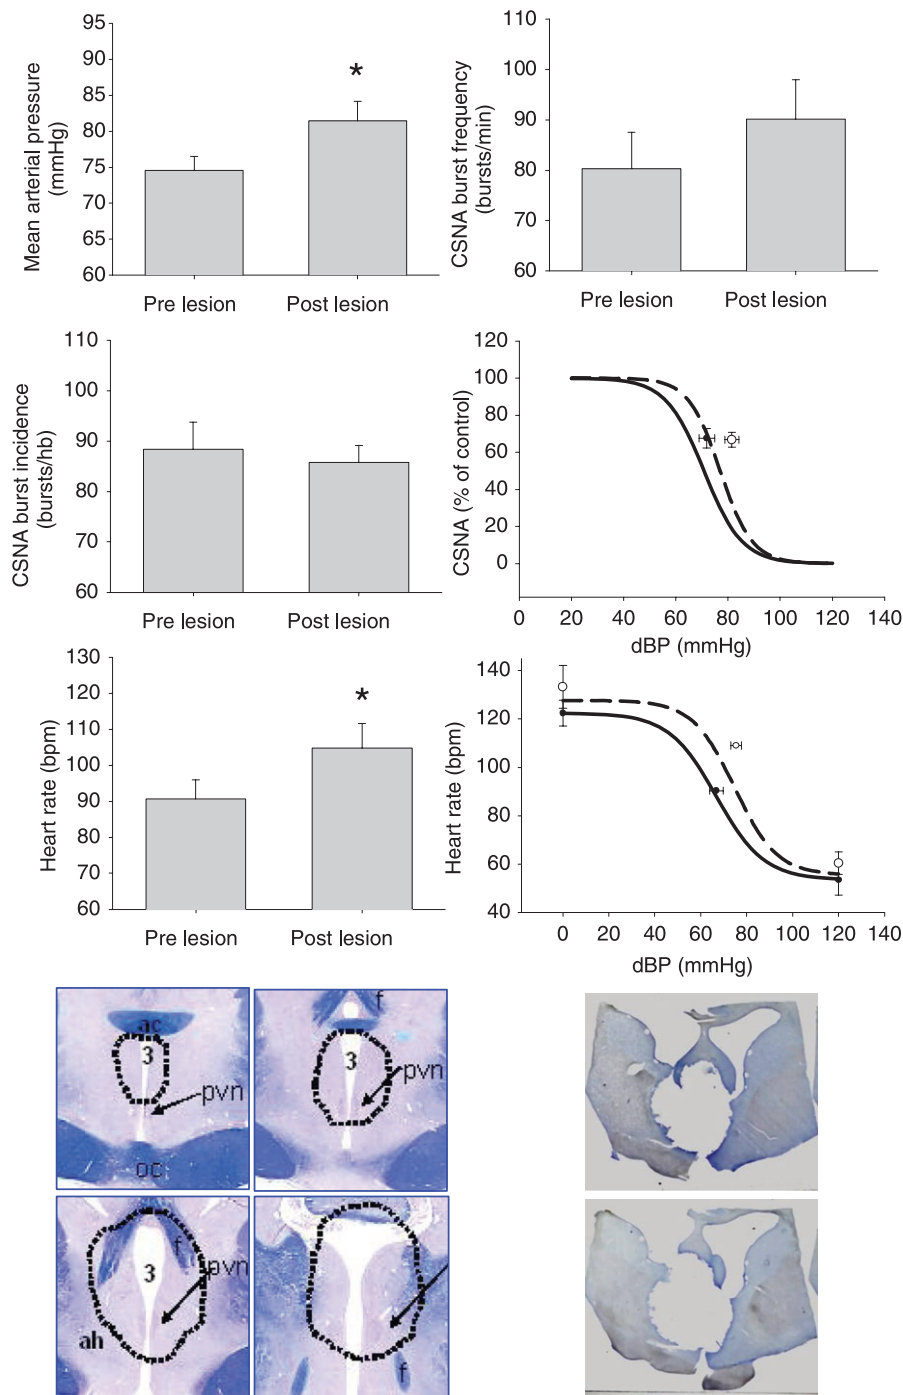 95
90
85
80
75
70
65
60
Mean arterial pressure
(mmHg)
*
Pre lesion
Post lesion
110
100
90
80
70
60
CSNA burst frequency
(bursts/min)
Pre lesion
Post lesion
110
100
90
80
70
60
CSNA burst incidence
(bursts/hb)
Pre lesion
Post lesion
120
100
80
60
40
20
0
CSNA (% of control)
0 20 40 60 80 100 120 140
dBP (mmHg)
130
120
110
100
90
80
70
60
Heart rate (bpm)
*
Pre lesion
Post lesion
140
120
100
80
60
40
Heart rate (bpm)
0 20 40 60 80 100 120 140
dBP (mmHg)
ac
3
pvn
oc
f
3
pvn
f
3
pvn
ah
f